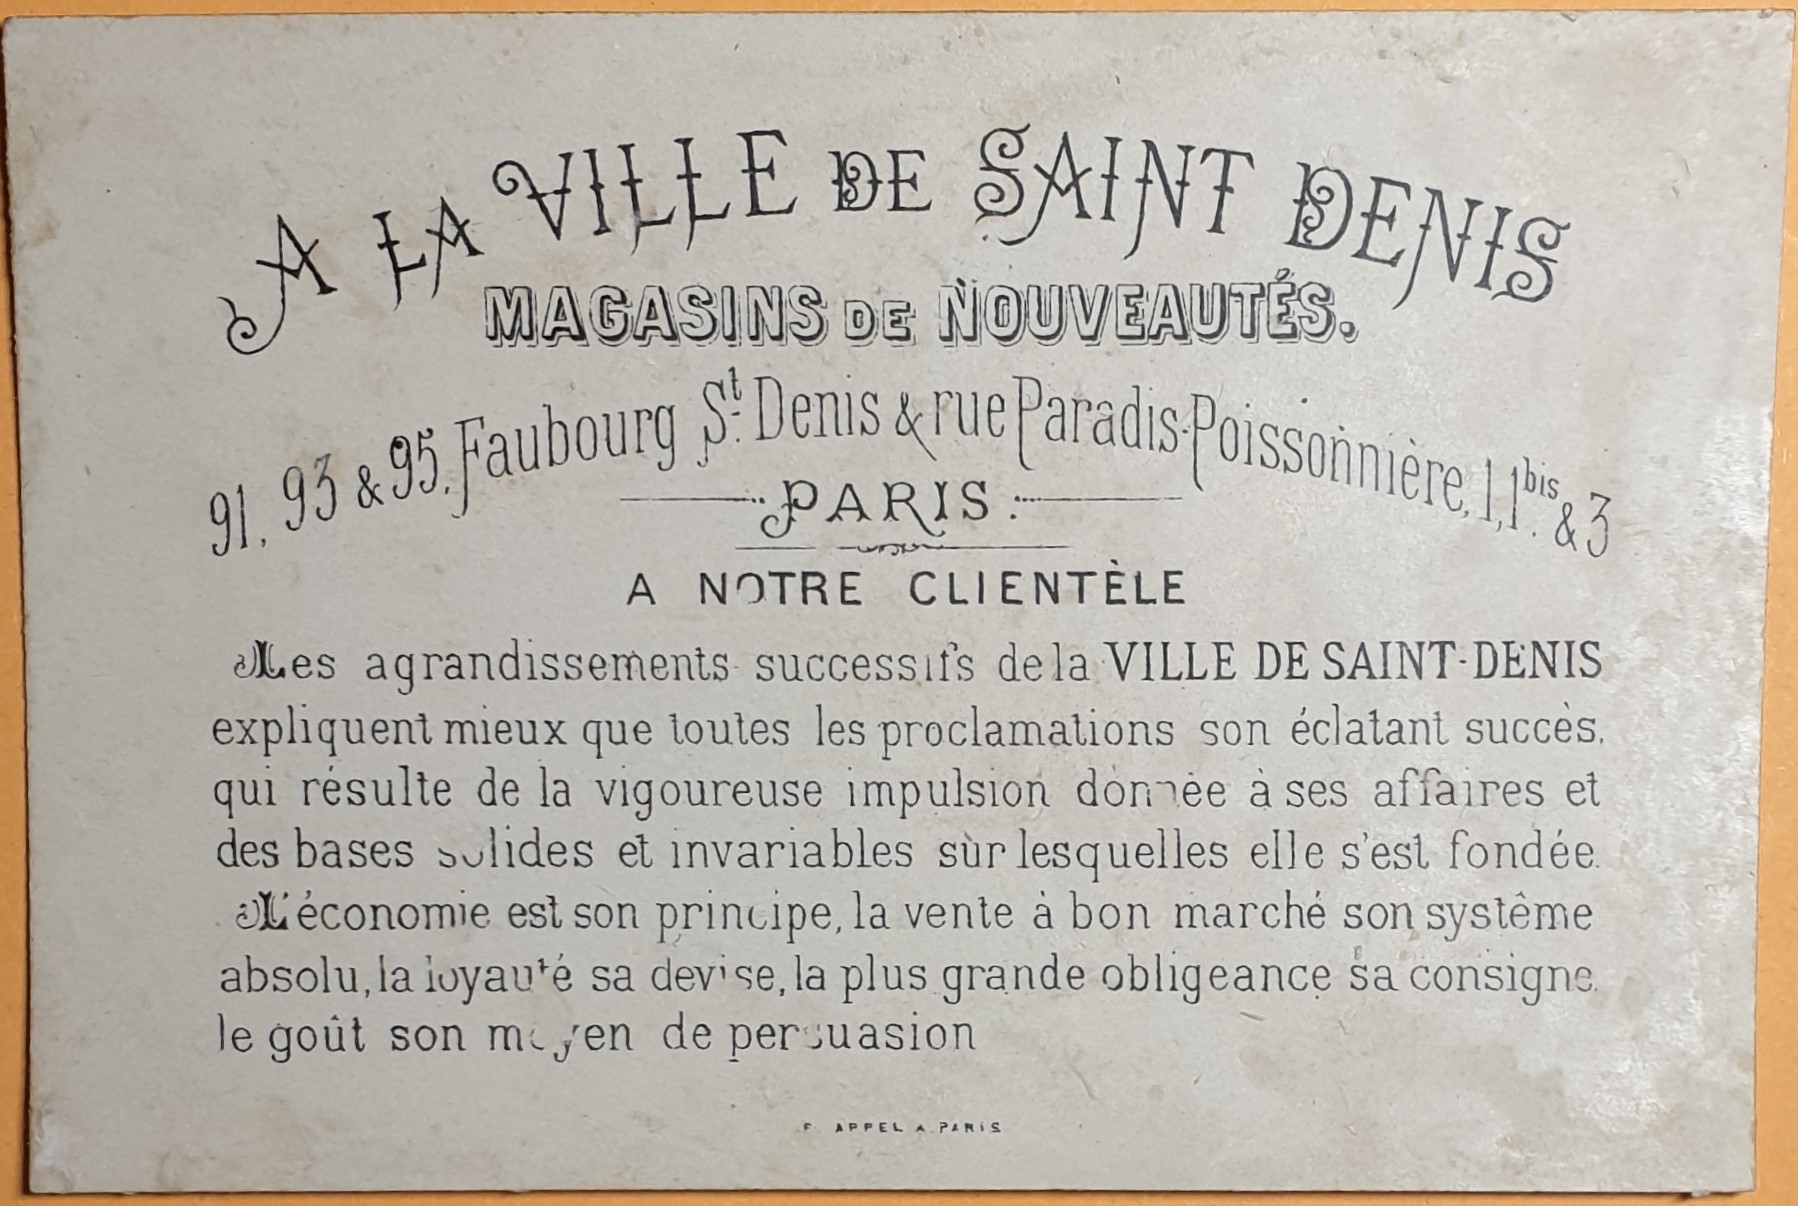 A LA VILLE DE SAINT DENIS
MAGASINS DE NOUVEAUTÉS.
91, 93 & 95, Faubourg St. Denis & rue Paradis-Poissonnière, 1, 1bis. & 3
PARIS
A NOTRE CLIENTÈLE
Les agrandissements successifs de la VILLE DE SAINT-DENIS
expliquent mieux que toutes les proclamations son éclatant succès,
qui résulte de la vigoureuse impulsion donnée à ses affaires et
des bases solides et invariables sur lesquelles elle s'est fondée.
L'économie est son principe, la vente à bon marché son systême
absolu, la loyauté sa devise, la plus grande obligeance sa consigne,
le goût son moyen de persuasion
F. APPEL A PARIS